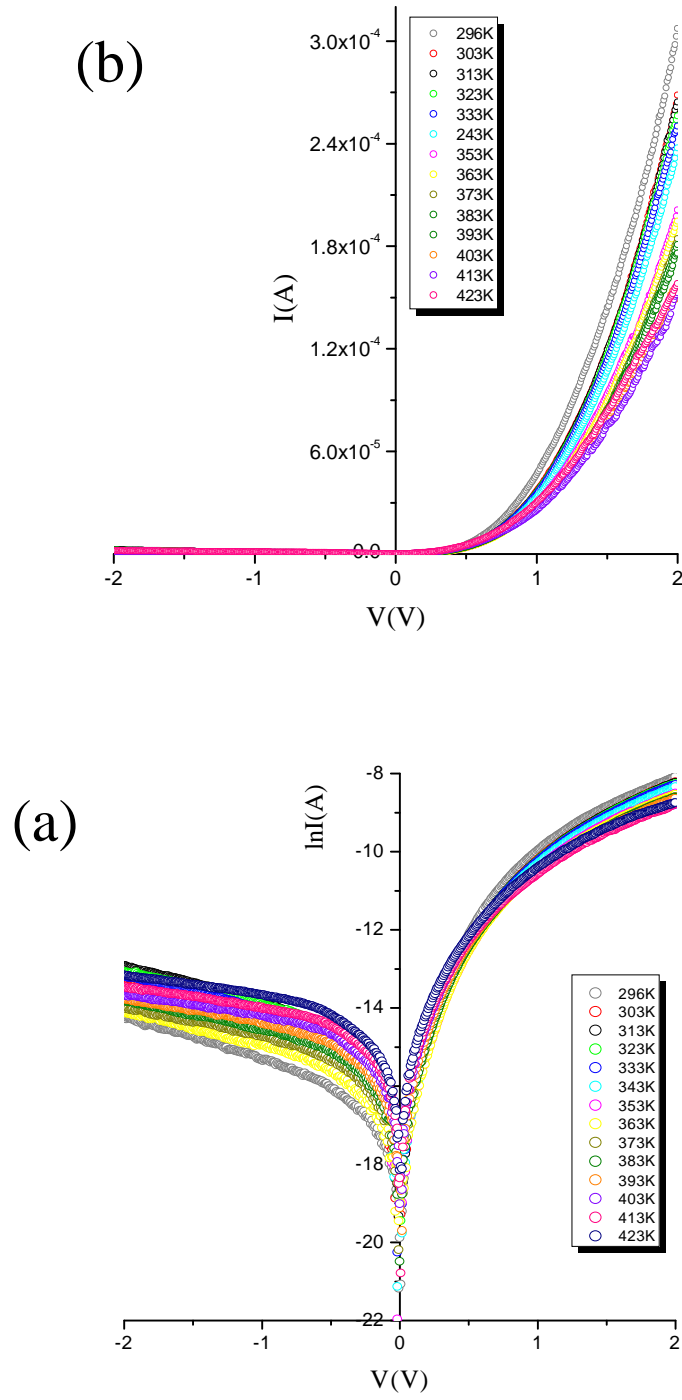 (b)
3.0x10⁻⁴
2.4x10⁻⁴
1.8x10⁻⁴
1.2x10⁻⁴
6.0x10⁻⁵
0.0
I(A)
296K
303K
313K
323K
333K
243K
353K
363K
373K
383K
393K
403K
413K
423K
-2
-1
0
1
2
V(V)
(a)
lnI(A)
-8
-10
-12
-14
-16
-18
-20
-22
296K
303K
313K
323K
333K
343K
353K
363K
373K
383K
393K
403K
413K
423K
-2
-1
0
1
2
V(V)